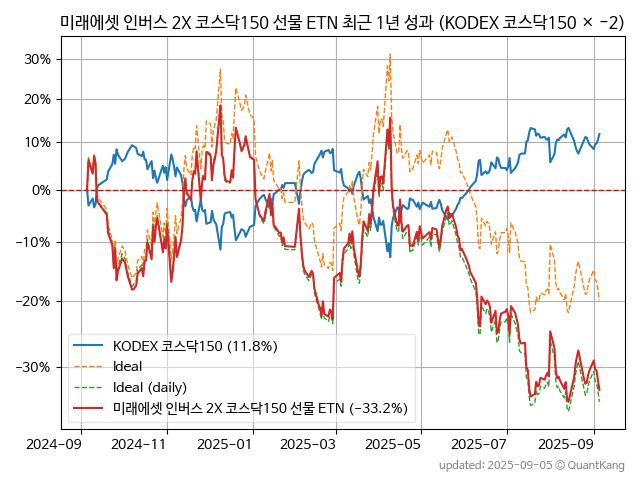 미래에셋 인버스 2X 코스닥150 선물 ETN 최근 1년 성과 (KODEX 코스닥150 × −2)
30%
20%
10%
0%
−10%
−20%
−30%
KODEX 코스닥150 (11.8%)
Ideal
Ideal (daily)
미래에셋 인버스 2X 코스닥150 선물 ETN (−33.2%)
2024-09
2024-11
2025-01
2025-03
2025-05
2025-07
2025-09
updated: 2025-09-05 © QuantKang